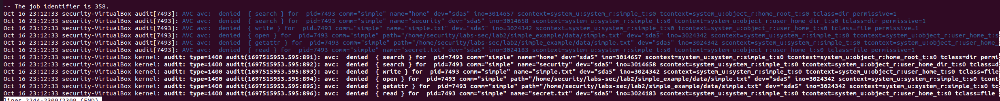 -- The job identifier is 358.
Oct 16 23:12:33 security-VirtualBox audit[7493]: AVC avc:  denied  { search } for  pid=7493 comm="simple" name="home" dev="sda5" ino=3014657 scontext=system_u:system_r:simple_t:s0 tcontext=system_u:object_r:home_root_t:s0 tclass=dir permissive=1
Oct 16 23:12:33 security-VirtualBox audit[7493]: AVC avc:  denied  { search } for  pid=7493 comm="simple" name="security" dev="sda5" ino=3014658 scontext=system_u:system_r:simple_t:s0 tcontext=system_u:object_r:user_home_dir_t:s0 tclass=dir permissive=1
Oct 16 23:12:33 security-VirtualBox audit[7493]: AVC avc:  denied  { write } for  pid=7493 comm="simple" name="simple.txt" dev="sda5" ino=3024342 scontext=system_u:system_r:simple_t:s0 tcontext=system_u:object_r:user_home_t:s0 tclass=file permissive=1
Oct 16 23:12:33 security-VirtualBox audit[7493]: AVC avc:  denied  { open } for  pid=7493 comm="simple" path="/home/security/labs-sec/lab2/simple_example/data/simple.txt" dev="sda5" ino=3024342 scontext=system_u:system_r:simple_t:s0 tcontext=system_u:object_r:user_home_t:s
Oct 16 23:12:33 security-VirtualBox audit[7493]: AVC avc:  denied  { getattr } for  pid=7493 comm="simple" path="/home/security/labs-sec/lab2/simple_example/data/simple.txt" dev="sda5" ino=3024342 scontext=system_u:system_r:simple_t:s0 tcontext=system_u:object_r:user_home_
Oct 16 23:12:33 security-VirtualBox audit[7493]: AVC avc:  denied  { read } for  pid=7493 comm="simple" name="secret.txt" dev="sda5" ino=3024183 scontext=system_u:system_r:simple_t:s0 tcontext=system_u:object_r:user_home_t:s0 tclass=file permissive=1
Oct 16 23:12:33 security-VirtualBox kernel: audit: type=1400 audit(1697515953.595:891): avc:  denied  { search } for  pid=7493 comm="simple" name="home" dev="sda5" ino=3014657 scontext=system_u:system_r:simple_t:s0 tcontext=system_u:object_r:home_root_t:s0 tclass=dir permi
Oct 16 23:12:33 security-VirtualBox kernel: audit: type=1400 audit(1697515953.595:892): avc:  denied  { search } for  pid=7493 comm="simple" name="security" dev="sda5" ino=3014658 scontext=system_u:system_r:simple_t:s0 tcontext=system_u:object_r:user_home_dir_t:s0 tclass=d
Oct 16 23:12:33 security-VirtualBox kernel: audit: type=1400 audit(1697515953.595:893): avc:  denied  { write } for  pid=7493 comm="simple" name="simple.txt" dev="sda5" ino=3024342 scontext=system_u:system_r:simple_t:s0 tcontext=system_u:object_r:user_home_t:s0 tclass=file
Oct 16 23:12:33 security-VirtualBox kernel: audit: type=1400 audit(1697515953.595:894): avc:  denied  { open } for  pid=7493 comm="simple" path="/home/security/labs-sec/lab2/simple_example/data/simple.txt" dev="sda5" ino=3024342 scontext=system_u:system_r:simple_t:s0 tcon
Oct 16 23:12:33 security-VirtualBox kernel: audit: type=1400 audit(1697515953.595:895): avc:  denied  { getattr } for  pid=7493 comm="simple" path="/home/security/labs-sec/lab2/simple_example/data/simple.txt" dev="sda5" ino=3024342 scontext=system_u:system_r:simple_t:s0 tc
Oct 16 23:12:33 security-VirtualBox kernel: audit: type=1400 audit(1697515953.595:896): avc:  denied  { read } for  pid=7493 comm="simple" name="secret.txt" dev="sda5" ino=3024183 scontext=system_u:system_r:simple_t:s0 tcontext=system_u:object_r:user_home_t:s0 tclass=file
lines 2244-2309/2309 (END)